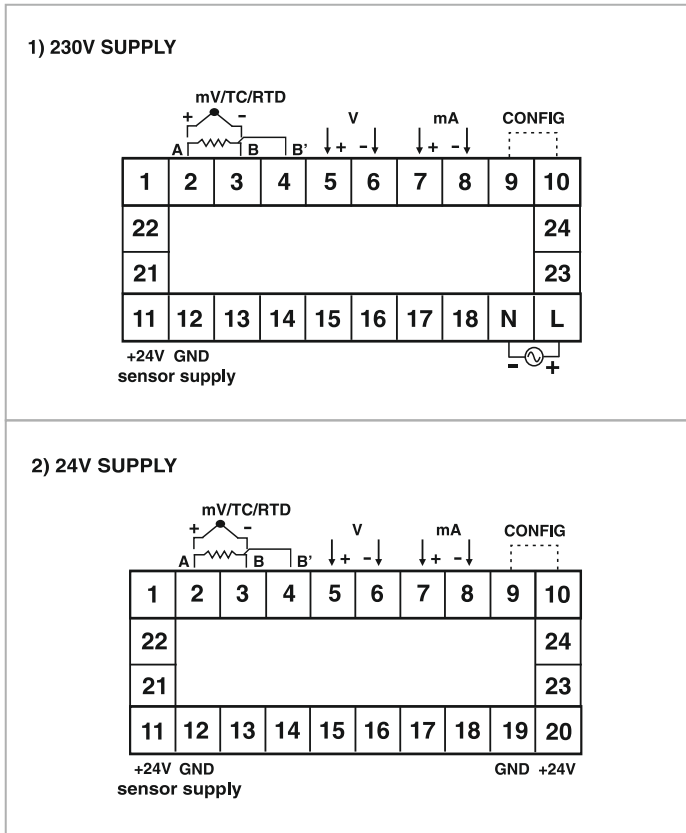 1) 230V SUPPLY
mV/TC/RTD
+ -
V mA CONFIG
+ - + -
A B B'
1 2 3 4 5 6 7 8 9 10
22 24
21 23
11 12 13 14 15 16 17 18 N L
+24V GND
- +
sensor supply
2) 24V SUPPLY
mV/TC/RTD
+ -
V mA CONFIG
+ - + -
A B B'
1 2 3 4 5 6 7 8 9 10
22 24
21 23
11 12 13 14 15 16 17 18 19 20
+24V GND GND +24V
sensor supply